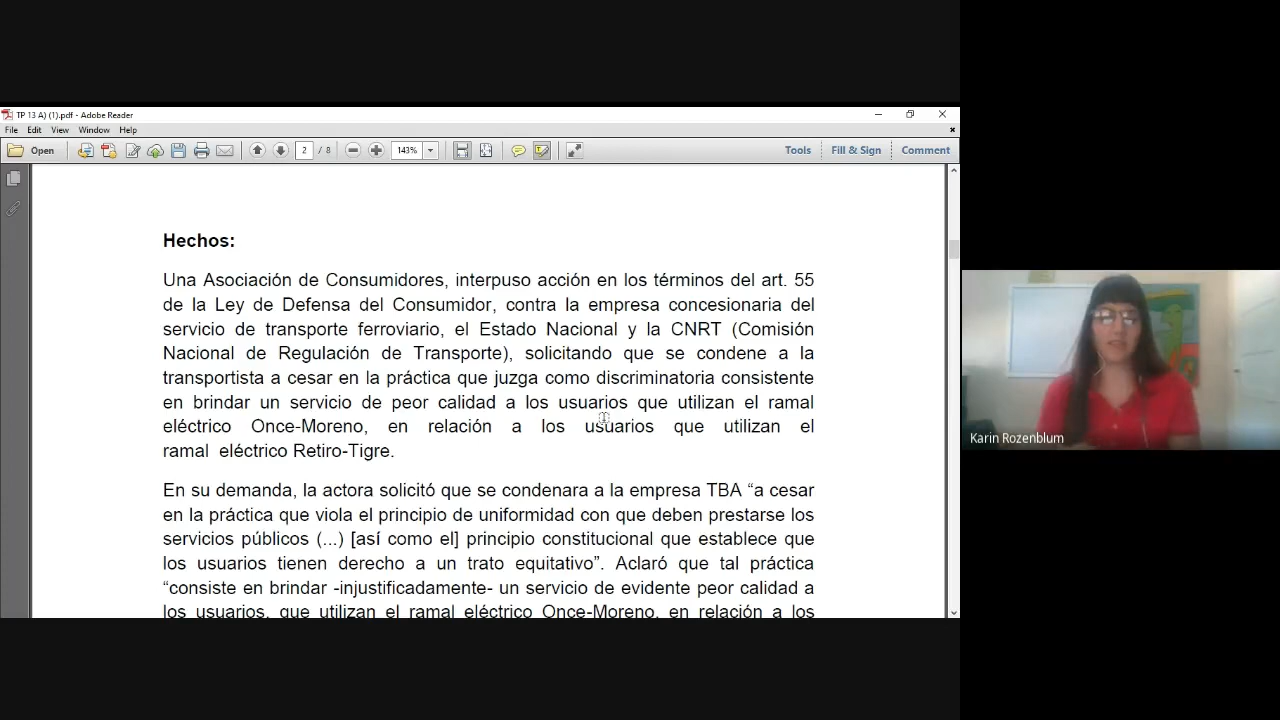 TP 13 A) (1).pdf - Adobe Reader
File Edit View Window Help
Open 2 / 8 143% Tools Fill & Sign Comment
Hechos:
Una Asociación de Consumidores, interpuso acción en los términos del art. 55
de la Ley de Defensa del Consumidor, contra la empresa concesionaria del
servicio de transporte ferroviario, el Estado Nacional y la CNRT (Comisión
Nacional de Regulación de Transporte), solicitando que se condene a la
transportista a cesar en la práctica que juzga como discriminatoria consistente
en brindar un servicio de peor calidad a los usuarios que utilizan el ramal
eléctrico Once-Moreno, en relación a los usuarios que utilizan el
ramal eléctrico Retiro-Tigre.
En su demanda, la actora solicitó que se condenara a la empresa TBA “a cesar
en la práctica que viola el principio de uniformidad con que deben prestarse los
servicios públicos (...) [así como el] principio constitucional que establece que
los usuarios tienen derecho a un trato equitativo”. Aclaró que tal práctica
“consiste en brindar -injustificadamente- un servicio de evidente peor calidad a
los usuarios, que utilizan el ramal eléctrico Once-Moreno, en relación a los
Karin Rozenblum